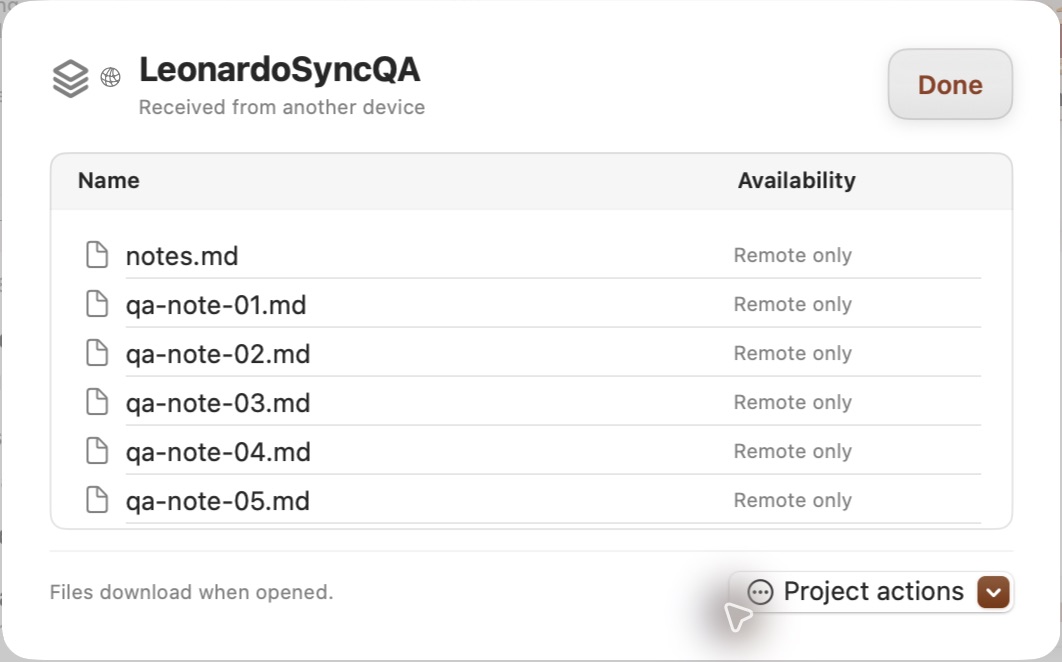 LeonardoSyncQA
Received from another device
Done
Name Availability
notes.md Remote only
qa-note-01.md Remote only
qa-note-02.md Remote only
qa-note-03.md Remote only
qa-note-04.md Remote only
qa-note-05.md Remote only
Files download when opened.
Project actions